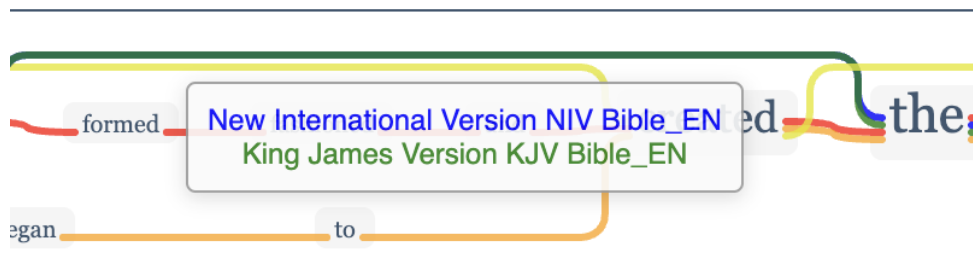 formed
New International Version NIV Bible_EN
King James Version KJV Bible_EN
the
egan
to